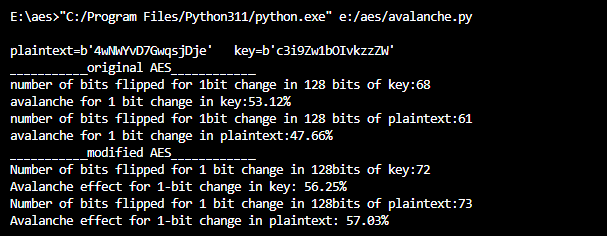 E:\aes>"C:/Program Files/Python311/python.exe" e:/aes/avalanche.py
plaintext=b'4wNWYvD7GwqsjDje' key=b'c3i9Zw1bOIvkzzZW'
___________original AES____________
number of bits flipped for 1bit change in 128 bits of key:68
avalanche for 1 bit change in key:53.12%
number of bits flipped for 1bit change in 128 bits of plaintext:61
avalanche for 1 bit change in plaintext:47.66%
___________modified AES____________
Number of bits flipped for 1 bit change in 128bits of key:72
Avalanche effect for 1-bit change in key: 56.25%
Number of bits flipped for 1 bit change in 128bits of plaintext:73
Avalanche effect for 1-bit change in plaintext: 57.03%